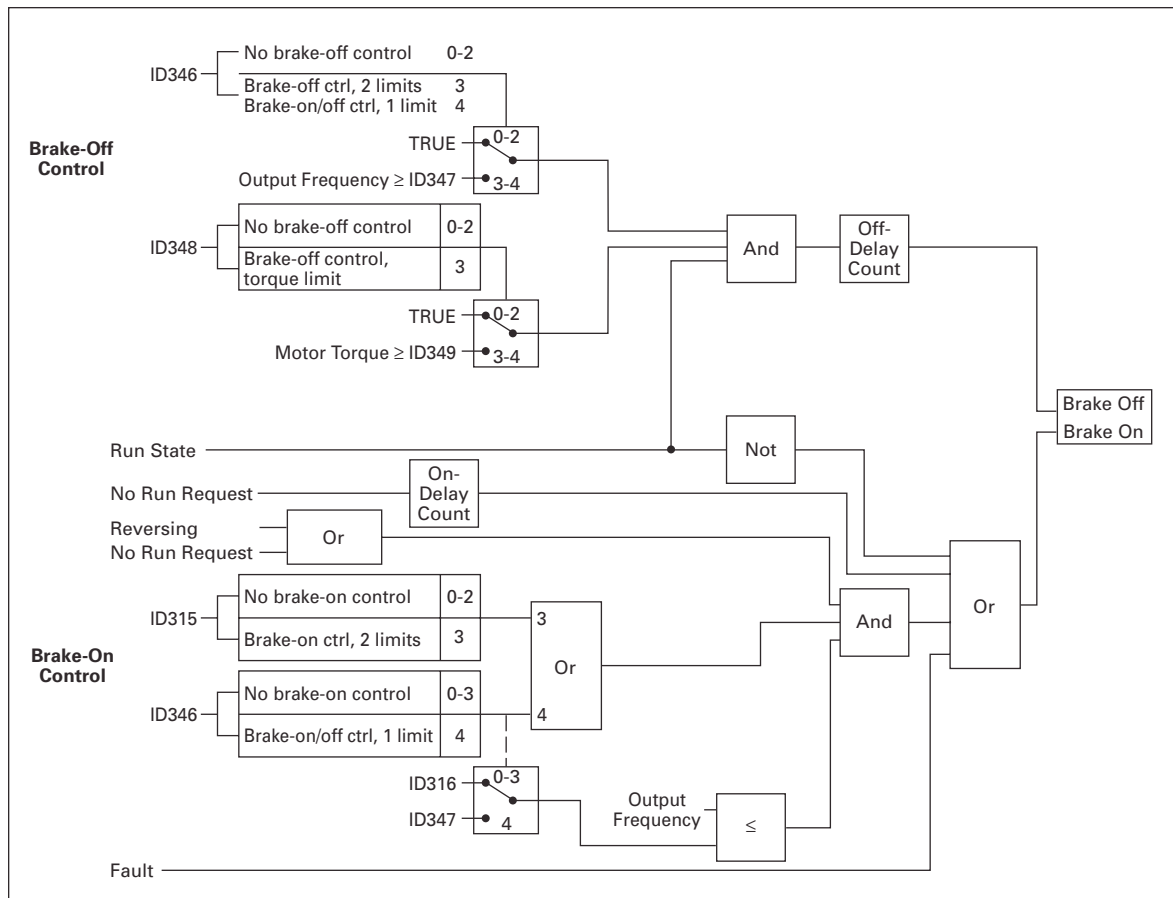 No brake-off control 0-2
ID346
Brake-off ctrl, 2 limits 3
Brake-on/off ctrl, 1 limit 4
Brake-Off
Control
TRUE
0-2
Output Frequency ≥ ID347
3-4
No brake-off control 0-2
ID348
Brake-off control,
torque limit
3
And
Off-
Delay
Count
TRUE
0-2
Motor Torque ≥ ID349
3-4
Brake Off
Brake On
Run State
Not
No Run Request
On-
Delay
Count
Reversing
No Run Request
Or
No brake-on control 0-2
ID315
Brake-on ctrl, 2 limits 3
3
Or
4
And
Or
Brake-On
Control
No brake-on control 0-3
ID346
Brake-on/off ctrl, 1 limit 4
ID316
0-3
ID347
4
Output
Frequency
≤
Fault